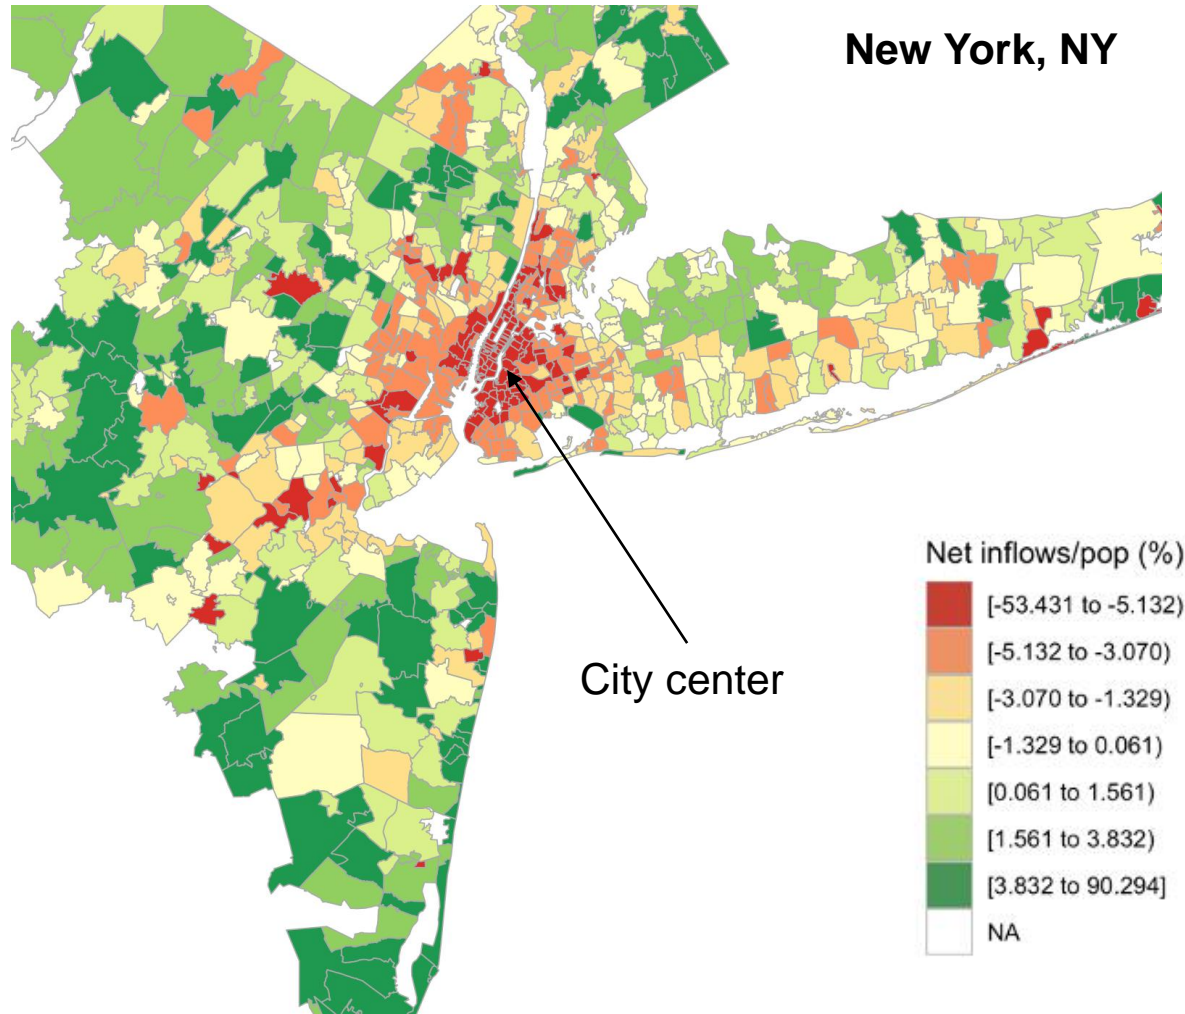 New York, NY
City center
Net inflows/pop (%)
[-53.431 to -5.132)
[-5.132 to -3.070)
[-3.070 to -1.329)
[-1.329 to 0.061)
[0.061 to 1.561)
[1.561 to 3.832)
[3.832 to 90.294]
NA